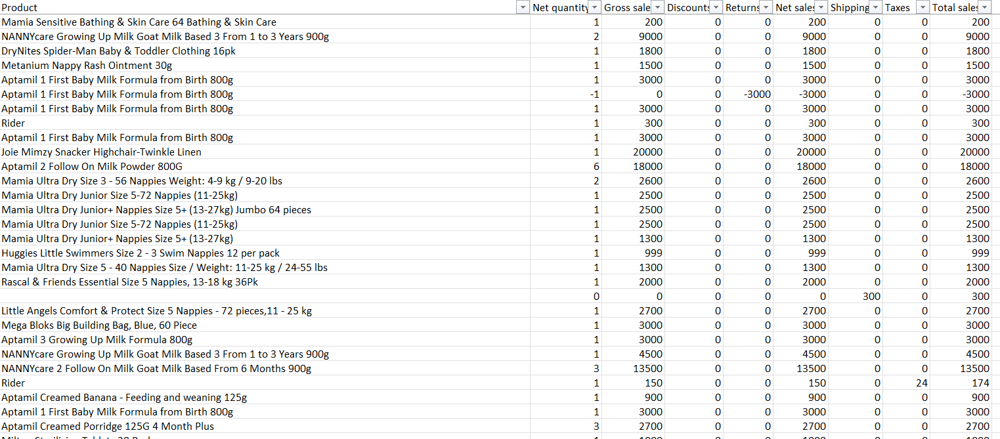 Product Net quantity Gross sale Discounts Returns Net sales Shipping Taxes Total sales
Mamia Sensitive Bathing & Skin Care 64 Bathing & Skin Care 1 200 0 0 200 0 0 200
NANNYcare Growing Up Milk Goat Milk Based 3 From 1 to 3 Years 900g 2 9000 0 0 9000 0 0 9000
DryNites Spider-Man Baby & Toddler Clothing 16pk 1 1800 0 0 1800 0 0 1800
Metanium Nappy Rash Ointment 30g 1 1500 0 0 1500 0 0 1500
Aptamil 1 First Baby Milk Formula from Birth 800g 1 3000 0 0 3000 0 0 3000
Aptamil 1 First Baby Milk Formula from Birth 800g -1 0 0 -3000 -3000 0 0 -3000
Aptamil 1 First Baby Milk Formula from Birth 800g 1 3000 0 0 3000 0 0 3000
Rider 1 300 0 0 300 0 0 300
Aptamil 1 First Baby Milk Formula from Birth 800g 1 3000 0 0 3000 0 0 3000
Joie Mimzy Snacker Highchair-Twinkle Linen 1 20000 0 0 20000 0 0 20000
Aptamil 2 Follow On Milk Powder 800G 6 18000 0 0 18000 0 0 18000
Mamia Ultra Dry Size 3 - 56 Nappies Weight: 4-9 kg / 9-20 lbs 2 2600 0 0 2600 0 0 2600
Mamia Ultra Dry Junior Size 5-72 Nappies (11-25kg) 1 2500 0 0 2500 0 0 2500
Mamia Ultra Dry Junior+ Nappies Size 5+ (13-27kg) Jumbo 64 pieces 1 2500 0 0 2500 0 0 2500
Mamia Ultra Dry Junior Size 5-72 Nappies (11-25kg) 1 2500 0 0 2500 0 0 2500
Mamia Ultra Dry Junior+ Nappies Size 5+ (13-27kg) 1 1300 0 0 1300 0 0 1300
Huggies Little Swimmers Size 2 - 3 Swim Nappies 12 per pack 1 999 0 0 999 0 0 999
Mamia Ultra Dry Size 5 - 40 Nappies Size / Weight: 11-25 kg / 24-55 lbs 1 1300 0 0 1300 0 0 1300
Rascal & Friends Essential Size 5 Nappies, 13-18 kg 36Pk 1 2000 0 0 2000 0 0 2000
0 0 0 0 0 300 0 300
Little Angels Comfort & Protect Size 5 Nappies - 72 pieces,11 - 25 kg 1 2700 0 0 2700 0 0 2700
Mega Bloks Big Building Bag, Blue, 60 Piece 1 3000 0 0 3000 0 0 3000
Aptamil 3 Growing Up Milk Formula 800g 1 3000 0 0 3000 0 0 3000
NANNYcare Growing Up Milk Goat Milk Based 3 From 1 to 3 Years 900g 1 4500 0 0 4500 0 0 4500
NANNYcare 2 Follow On Milk Goat Milk Based From 6 Months 900g 3 13500 0 0 13500 0 0 13500
Rider 1 150 0 0 150 0 24 174
Aptamil Creamed Banana - Feeding and weaning 125g 1 900 0 0 900 0 0 900
Aptamil 1 First Baby Milk Formula from Birth 800g 1 3000 0 0 3000 0 0 3000
Aptamil Creamed Porridge 125G 4 Month Plus 3 2700 0 0 2700 0 0 2700